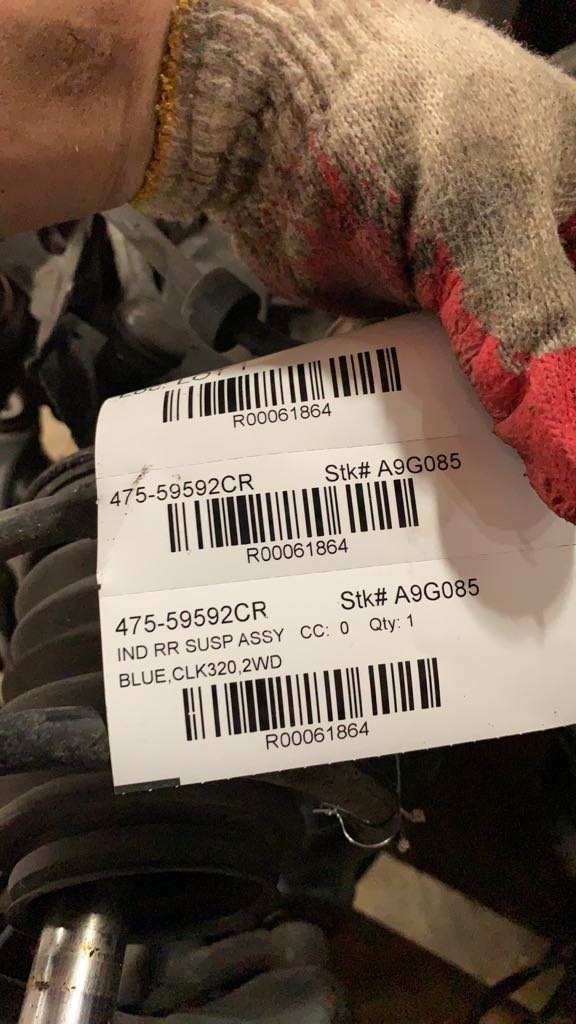 R00061864
475-59592CR Stk# A9G085
R00061864
475-59592CR Stk# A9G085
IND RR SUSP ASSY CC: 0 Qty: 1
BLUE,CLK320,2WD
R00061864